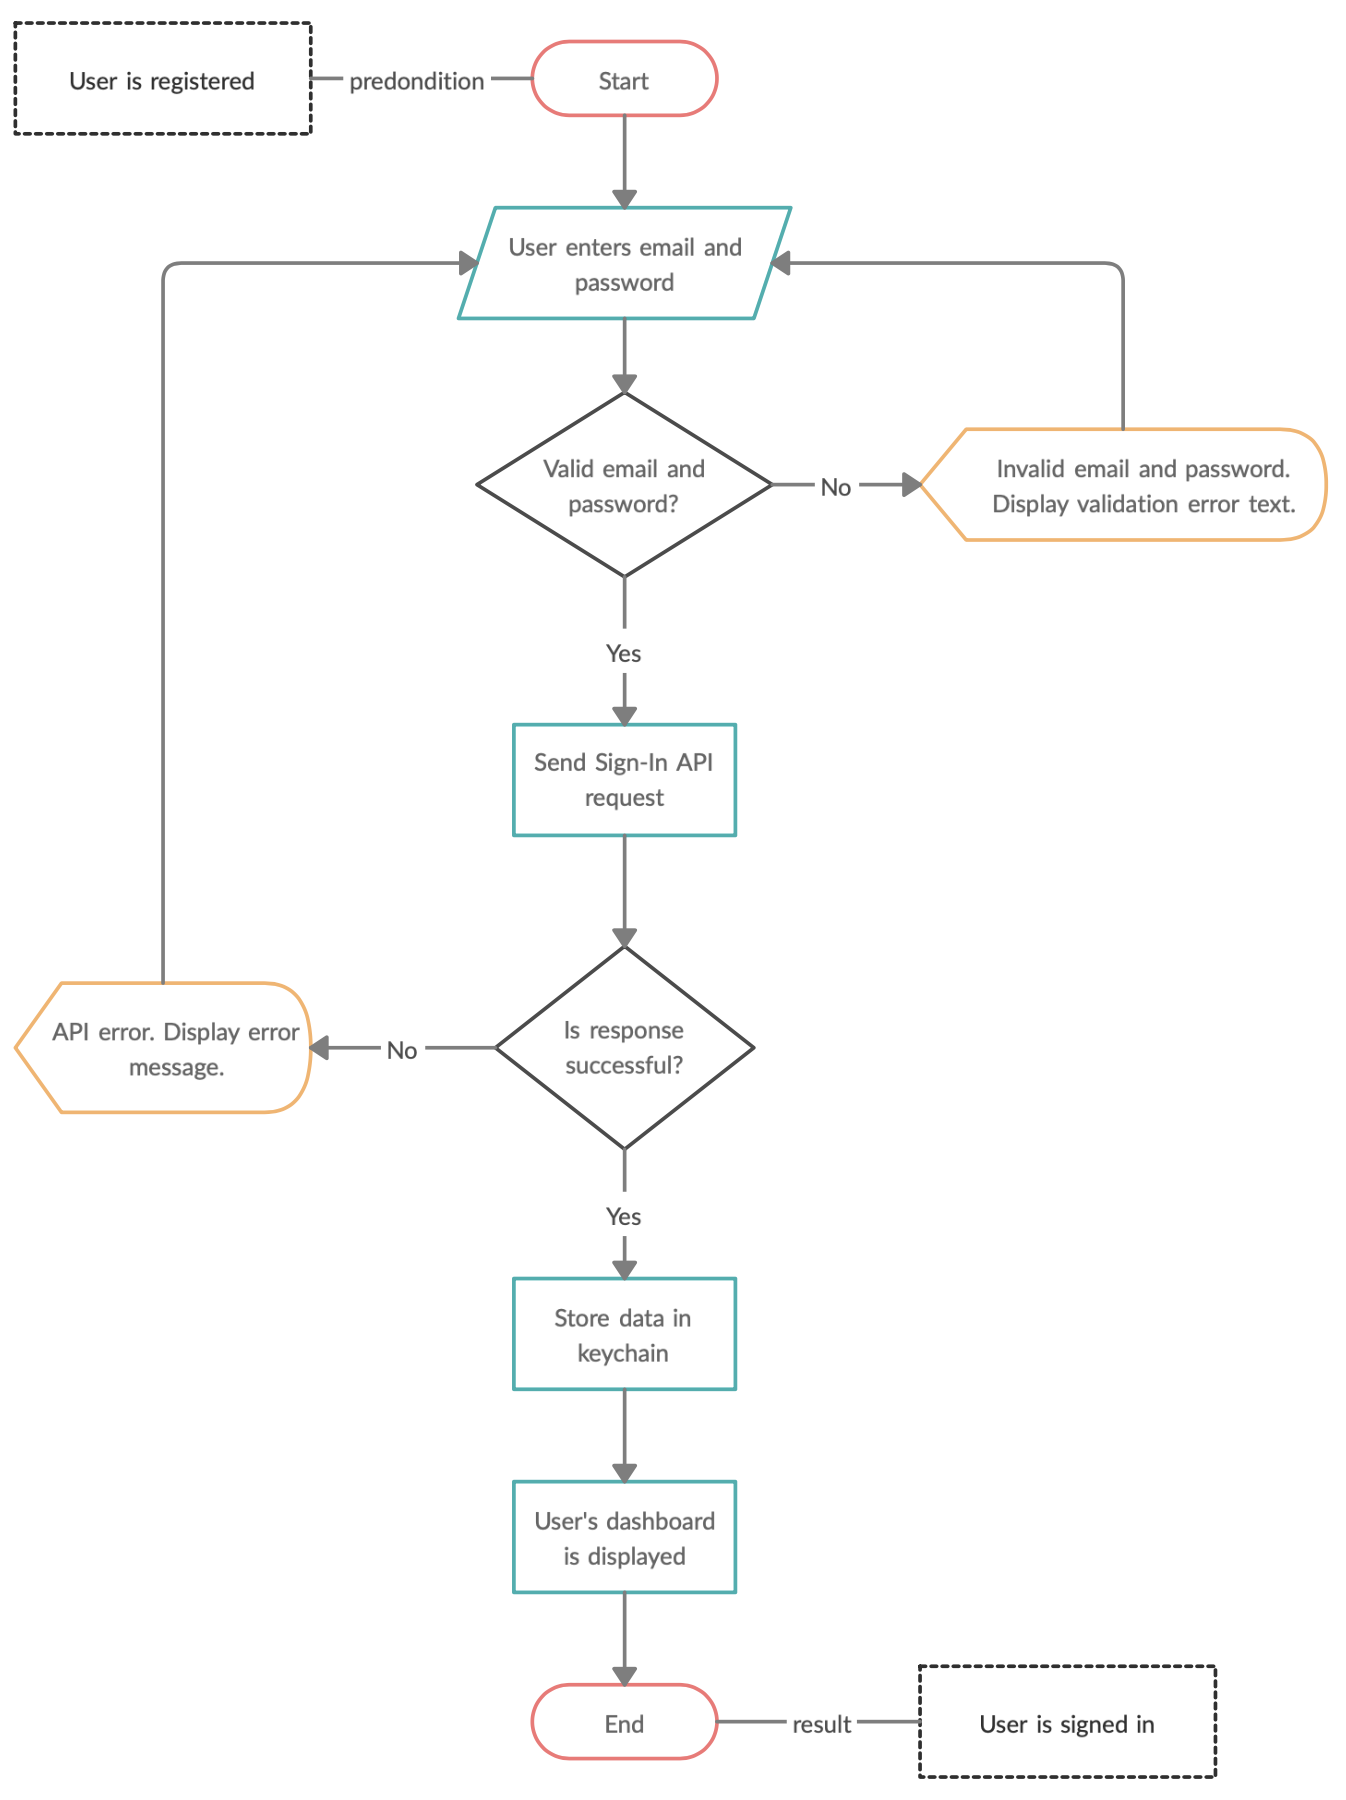 User is registered
predondition
Start
User enters email and
password
Valid email and
password?
No
Invalid email and password.
Display validation error text.
Yes
Send Sign-In API
request
Is response
successful?
No
API error. Display error
message.
Yes
Store data in
keychain
User's dashboard
is displayed
End
result
User is signed in